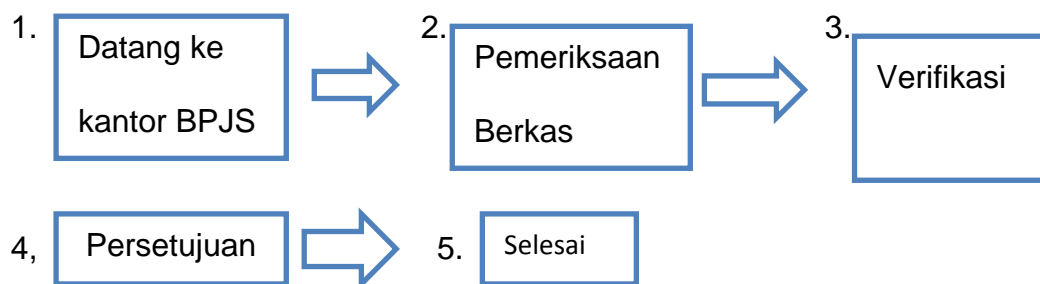 1.
Datang ke
kantor BPJS
2.
Pemeriksaan
Berkas
3.
Verifikasi
4,
Persetujuan
5.
Selesai